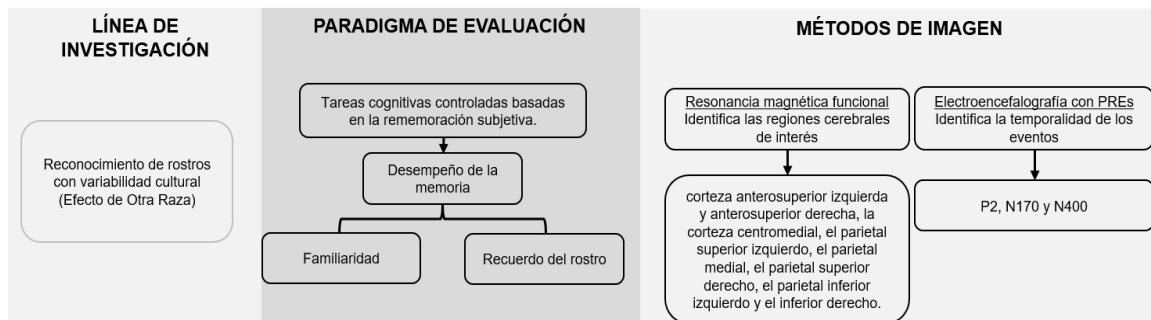 LÍNEA DE
INVESTIGACIÓN
Reconocimiento de rostros
con variabilidad cultural
(Efecto de Otra Raza)
PARADIGMA DE EVALUACIÓN
Tareas cognitivas controladas basadas
en la rememoración subjetiva.
Desempeño de la
memoria
Familiaridad
Recuerdo del rostro
MÉTODOS DE IMAGEN
Resonancia magnética funcional
Identifica las regiones cerebrales
de interés
corteza anterosuperior izquierda
y anterosuperior derecha, la
corteza centromedial, el parietal
superior izquierdo, el parietal
medial, el parietal superior
derecho, el parietal inferior
izquierdo y el inferior derecho.
Electroencefalografía con PREs
Identifica la temporalidad de los
eventos
P2, N170 y N400